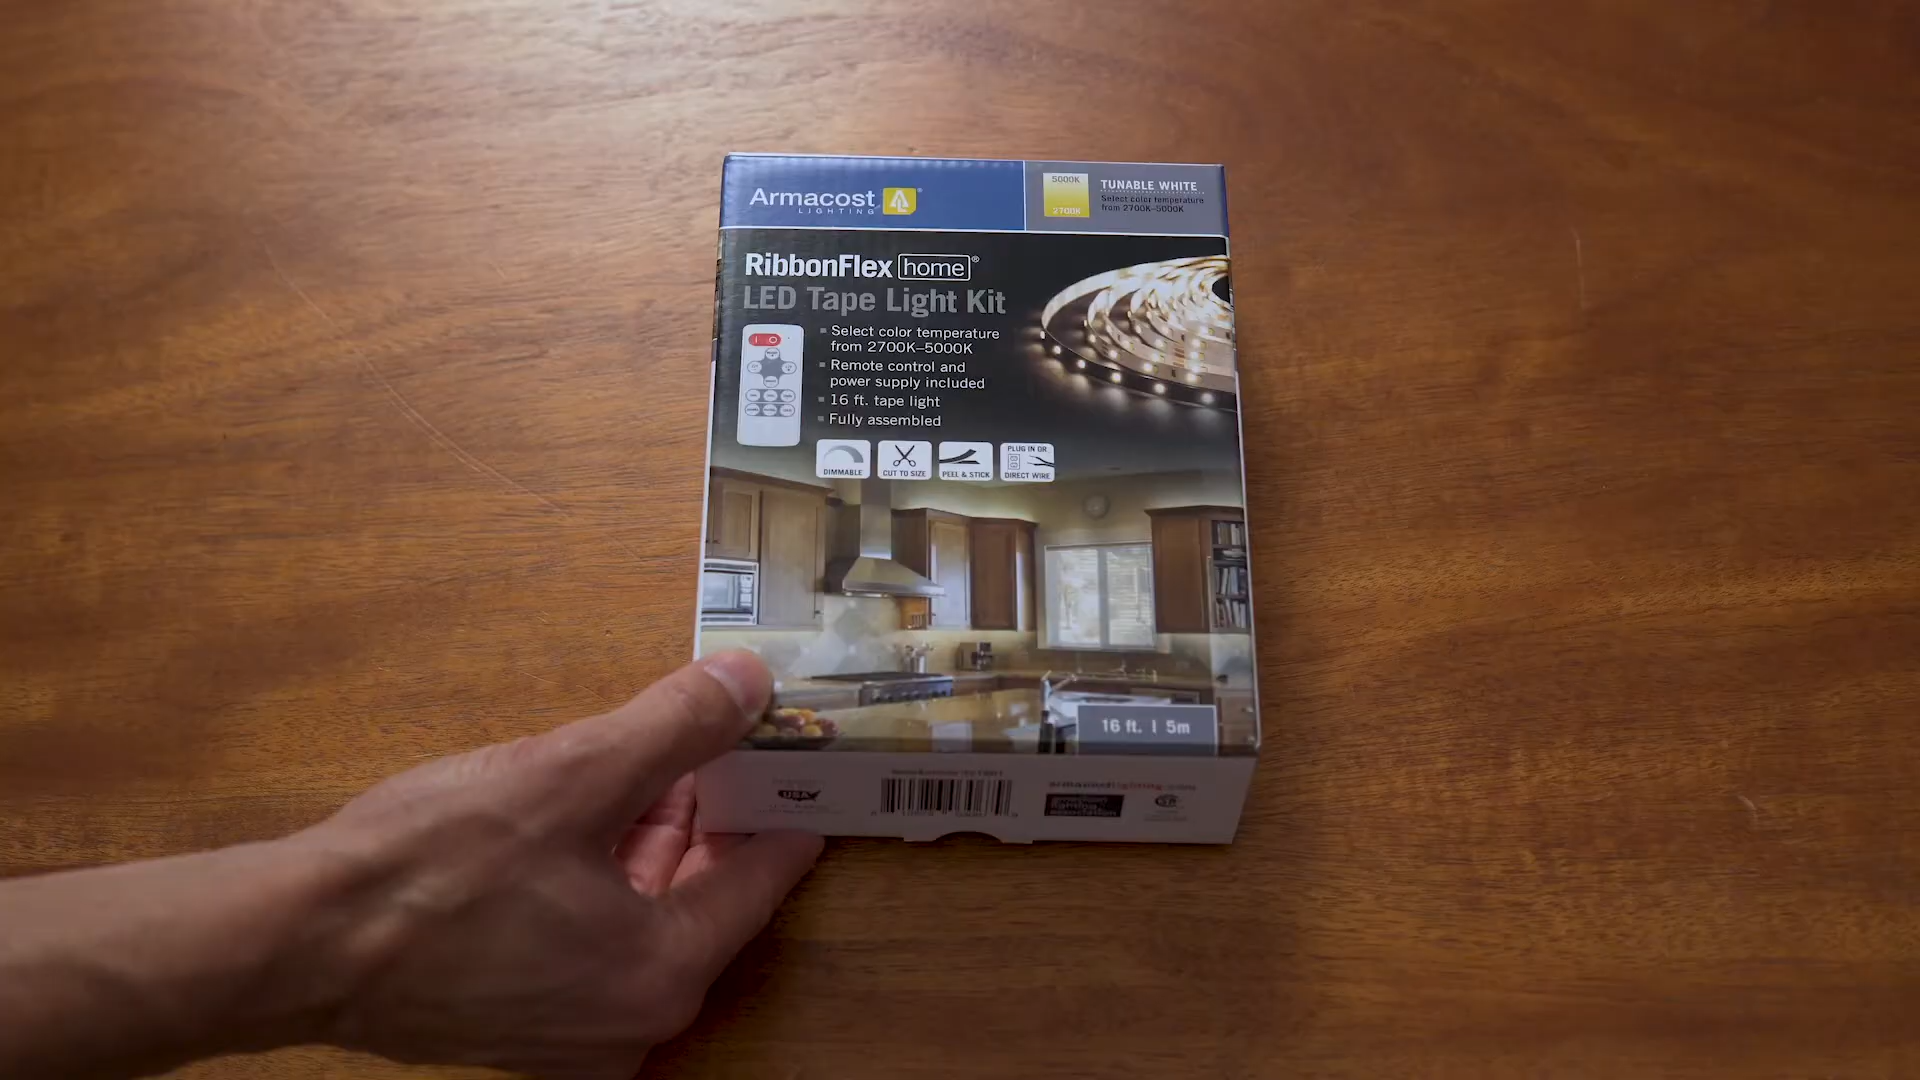 Armacost
LIGHTING
5000K
2700K
TUNABLE WHITE
Select color temperature
from 2700K–5000K
RibbonFlex home®
LED Tape Light Kit
▪ Select color temperature
from 2700K–5000K
▪ Remote control and
power supply included
▪ 16 ft. tape light
▪ Fully assembled
DIMMABLE
CUT TO SIZE
PEEL & STICK
PLUG IN OR
DIRECT WIRE
16 ft. | 5m
USA
armacostlighting.com